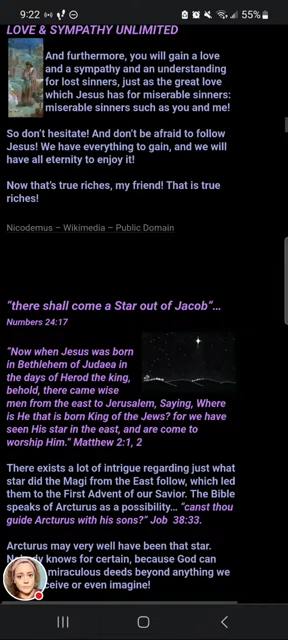 9:22
55%
LOVE & SYMPATHY UNLIMITED
And furthermore, you will gain a love
and a sympathy and an understanding
for lost sinners, just as the great love
which Jesus has for miserable sinners:
miserable sinners such as you and me!
So don't hesitate! And don't be afraid to follow
Jesus! We have everything to gain, and we will
have all eternity to enjoy it!
Now that's true riches, my friend! That is true
riches!
Nicodemus – Wikimedia – Public Domain
"there shall come a Star out of Jacob"…
Numbers 24:17
"Now when Jesus was born
in Bethlehem of Judaea in
the days of Herod the king,
behold, there came wise
men from the east to Jerusalem, Saying, Where
is He that is born King of the Jews? for we have
seen His star in the east, and are come to
worship Him." Matthew 2:1, 2
There exists a lot of intrigue regarding just what
star did the Magi from the East follow, which led
them to the First Advent of our Savior. The Bible
speaks of Arcturus as a possibility… "canst thou
guide Arcturus with his sons?" Job 38:33.
Arcturus may very well have been that star.
knows for certain, because God can
miraculous deeds beyond anything we
or even imagine!